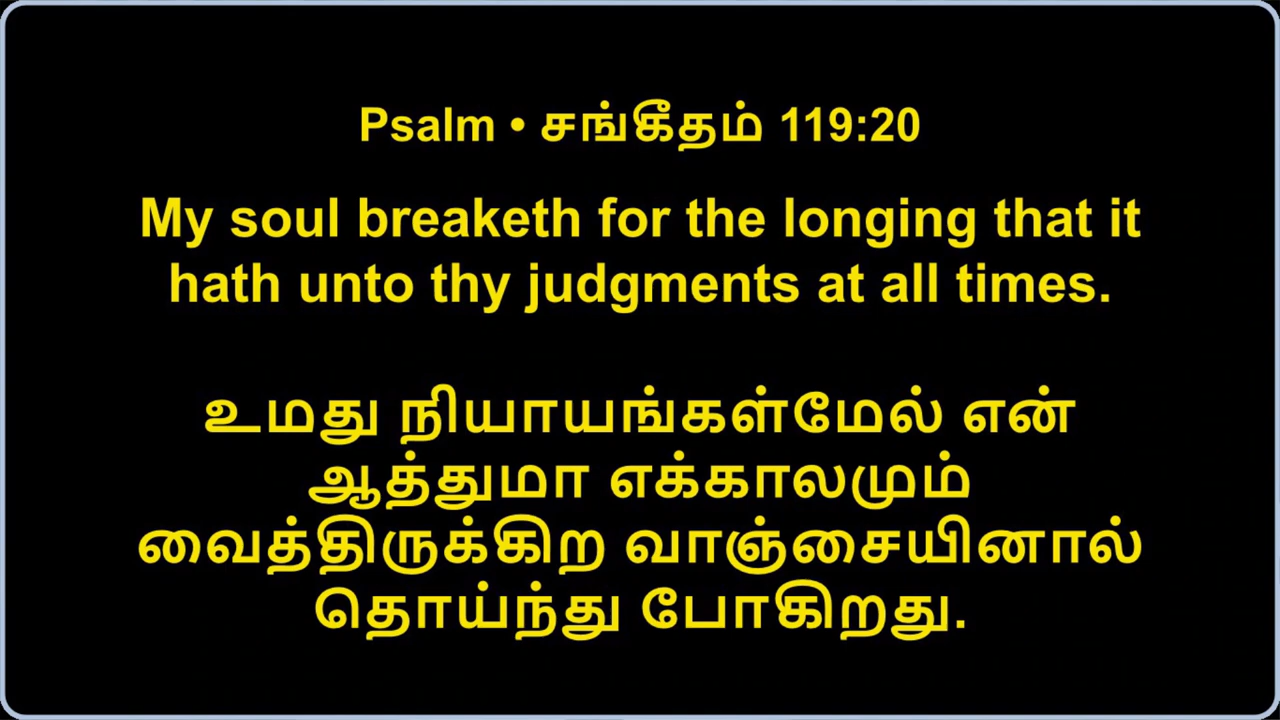 Psalm • சங்கீதம் 119:20
My soul breaketh for the longing that it
hath unto thy judgments at all times.
உமது நியாயங்கள்மேல் என்
ஆத்துமா எக்காலமும்
வைத்திருக்கிற வாஞ்சையினால்
தொய்ந்து போகிறது.